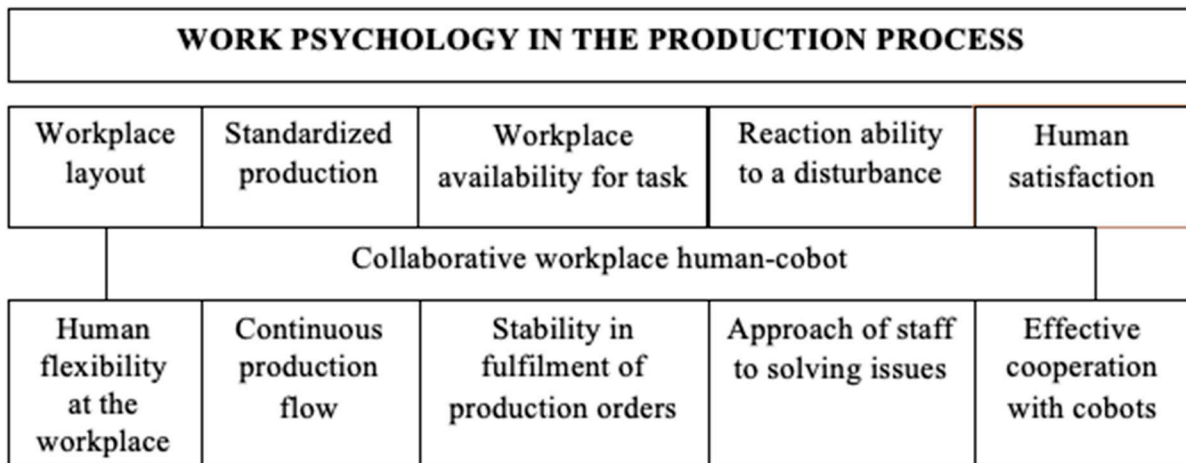 WORK PSYCHOLOGY IN THE PRODUCTION PROCESS
Workplace
layout
Standardized
production
Workplace
availability for task
Reaction ability
to a disturbance
Human
satisfaction
Collaborative workplace human-cobot
Human
flexibility
at the
workplace
Continuous
production
flow
Stability in
fulfilment of
production orders
Approach of staff
to solving issues
Effective
cooperation
with cobots